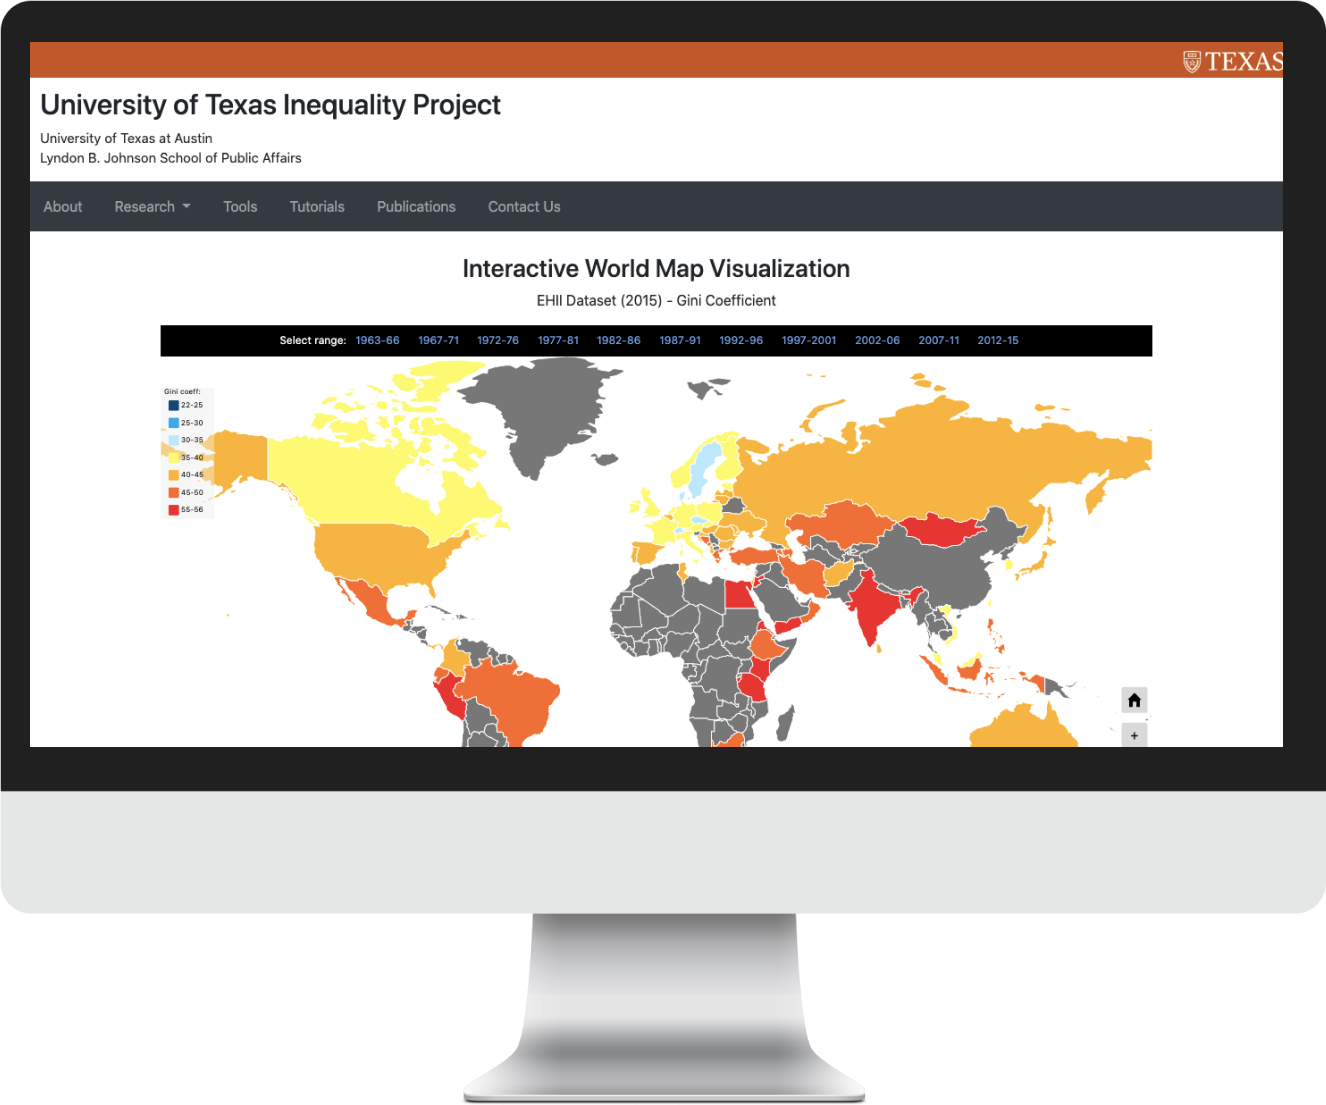 TEXAS
University of Texas Inequality Project
University of Texas at Austin
Lyndon B. Johnson School of Public Affairs
About Research Tools Tutorials Publications Contact Us
Interactive World Map Visualization
EHII Dataset (2015) - Gini Coefficient
Select range: 1963-66 1967-71 1972-76 1977-81 1982-86 1987-91 1992-96 1997-2001 2002-06 2007-11 2012-15
Gini coeff:
22-25
25-30
30-35
35-40
40-45
45-50
55-56
+